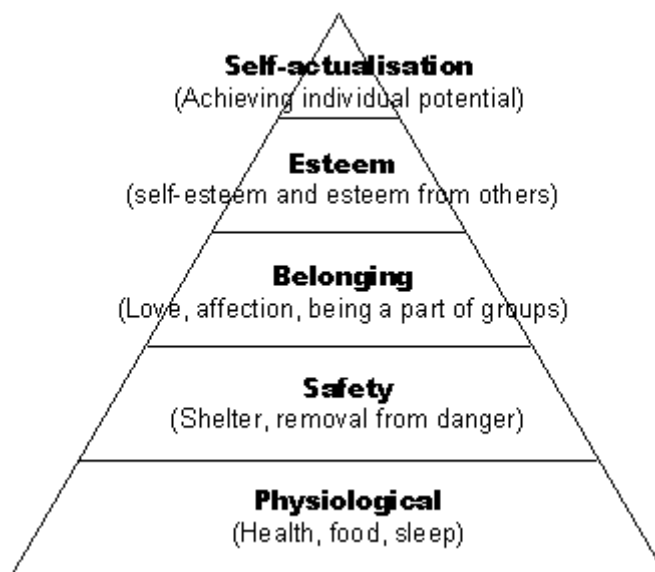 Self-actualisation
(Achieving individual potential)
Esteem
(self-esteem and esteem from others)
Belonging
(Love, affection, being a part of groups)
Safety
(Shelter, removal from danger)
Physiological
(Health, food, sleep)